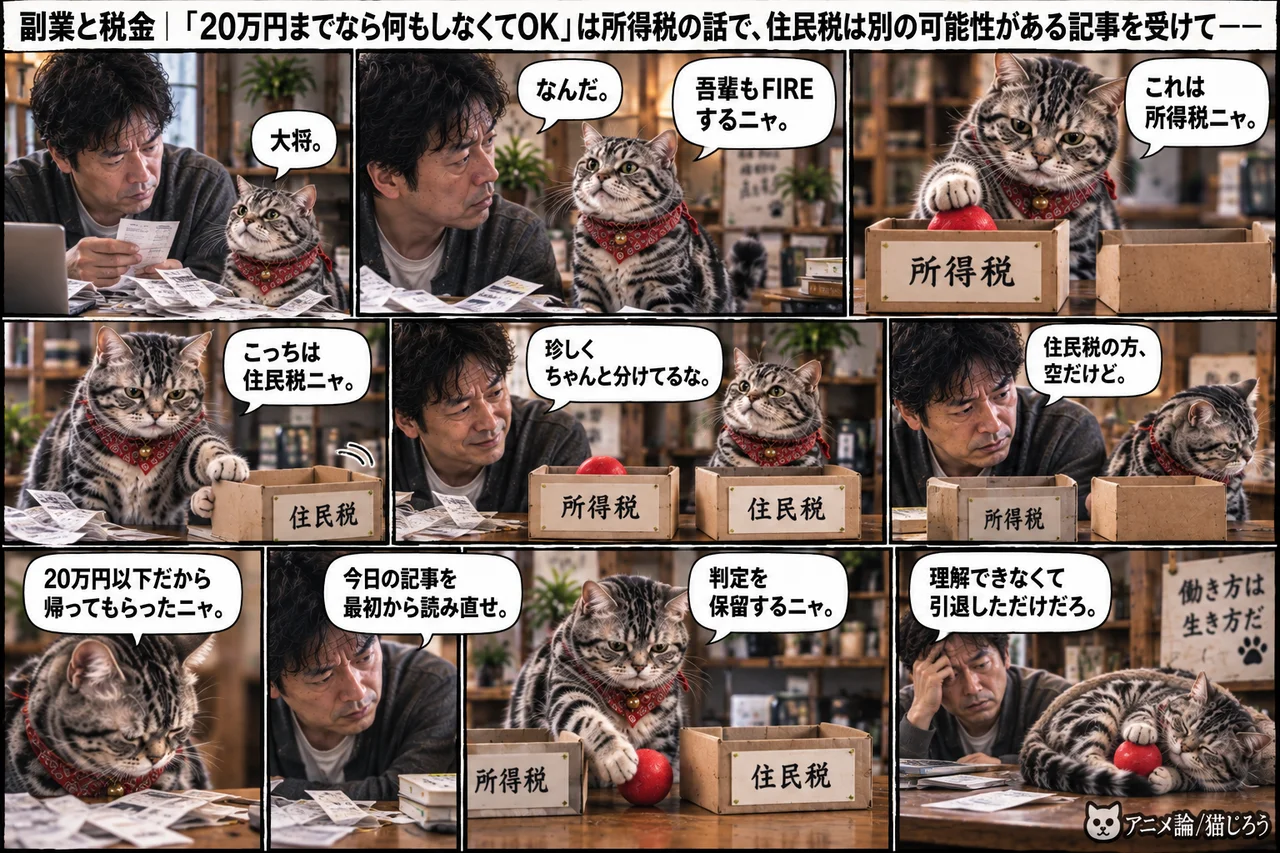 副業と税金｜「20万円までなら何もしなくてOK」は所得税の話で、住民税は別の可能性がある記事を受けて――
大将。
なんだ。
吾輩もFIRE
するニャ。
これは
所得税ニャ。
所得税
こっちは
住民税ニャ。
住民税
珍しく
ちゃんと分けてるな。
所得税
住民税
住民税の方、
空だけど。
所得税
20万円以下だから
帰ってもらったニャ。
今日の記事を
最初から読み直せ。
判定を
保留するニャ。
所得税
住民税
理解できなくて
引退しただけだろ。
働き方は
生き方だ
アニメ論/猫じろう